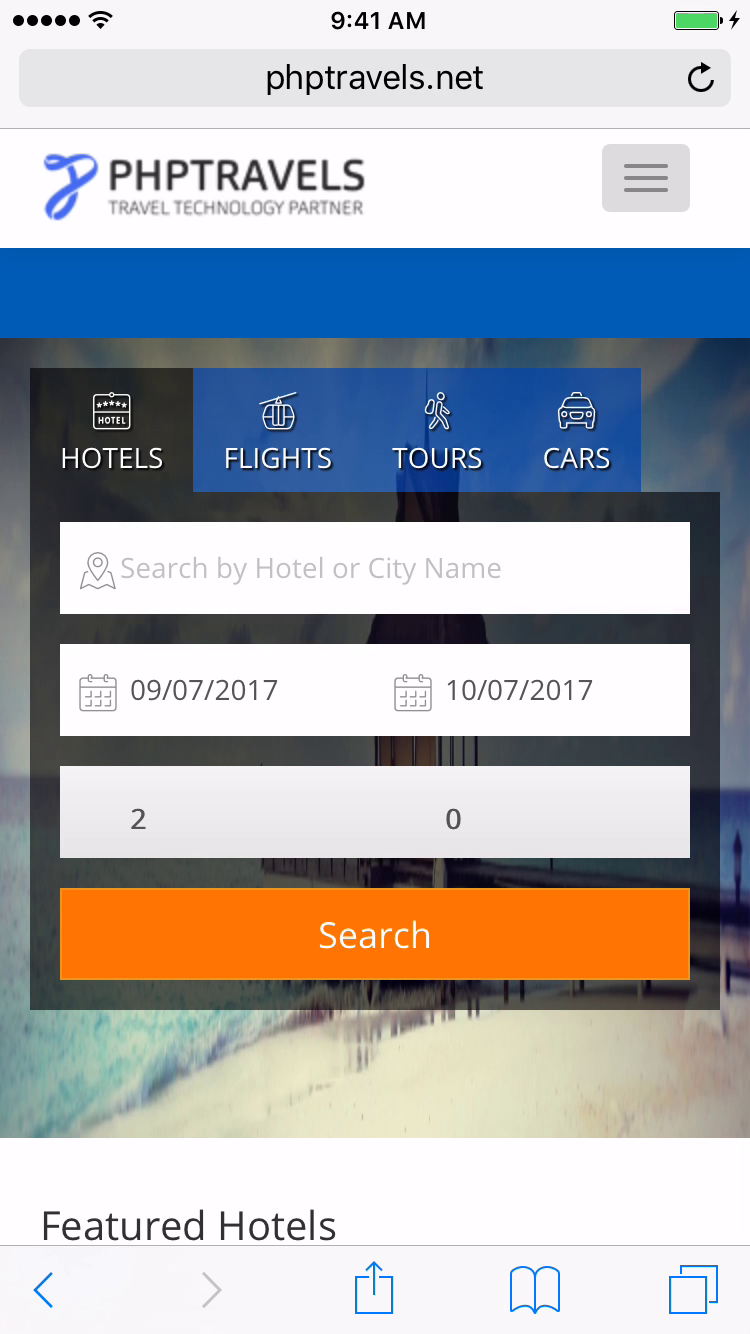 9:41 AM
phptravels.net
PHPTRAVELS
TRAVEL TECHNOLOGY PARTNER
HOTEL
HOTELS FLIGHTS TOURS CARS
Search by Hotel or City Name
09/07/2017 10/07/2017
2 0
Search
Featured Hotels